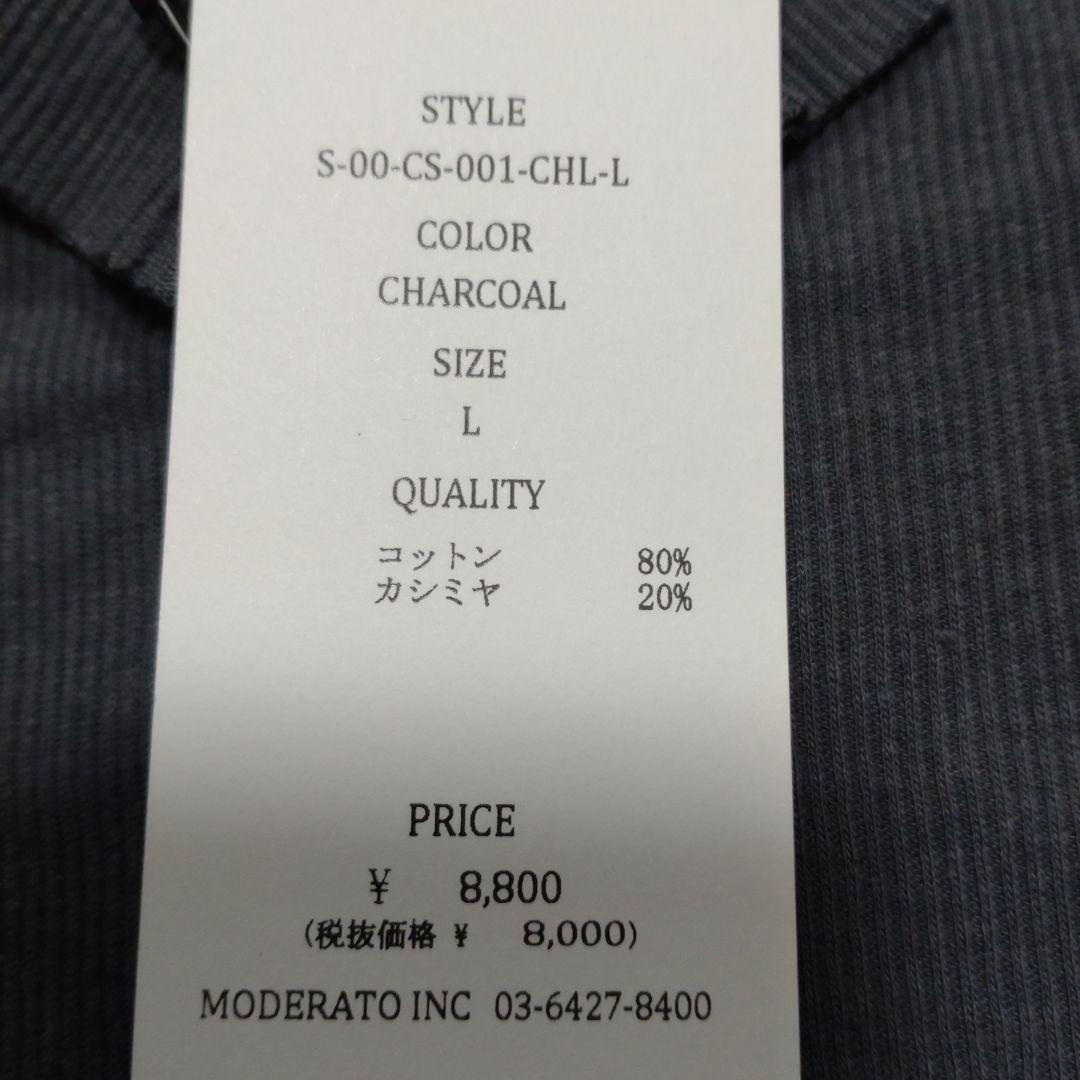 STYLE
S-00-CS-001-CHL-L
COLOR
CHARCOAL
SIZE
L
QUALITY
コットン 80%
カシミヤ 20%
PRICE
¥ 8,800
(税抜価格 ¥ 8,000)
MODERATO INC 03-6427-8400